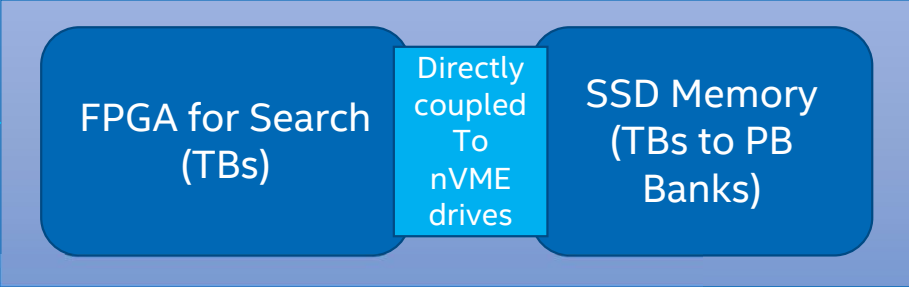 FPGA for Search
(TBs)
Directly
coupled
To
nVME
drives
SSD Memory
(TBs to PB
Banks)